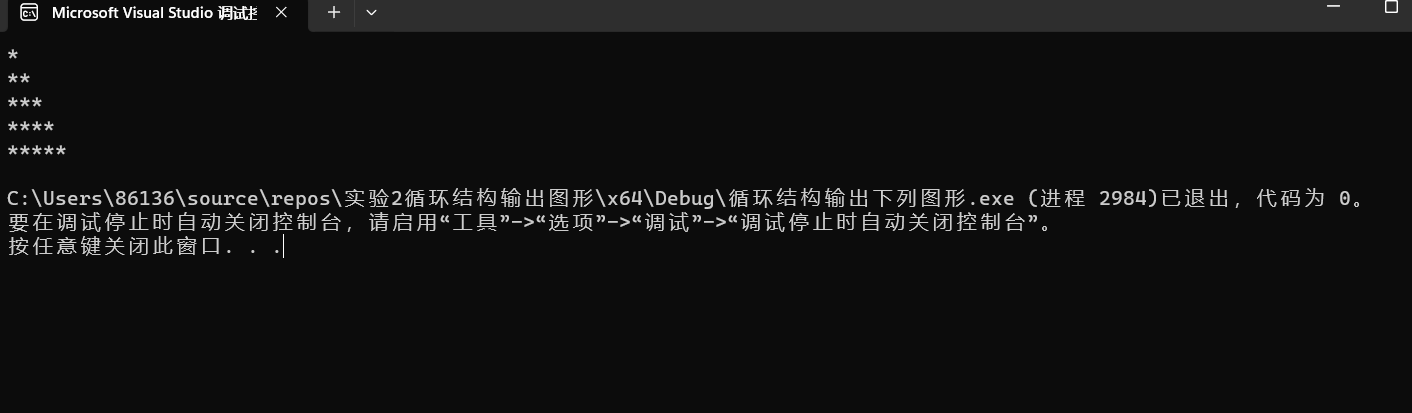 Microsoft Visual Studio 调试
*
**
***
****
*****
C:\Users\86136\source\repos\实验2循环结构输出图形\x64\Debug\循环结构输出下列图形.exe (进程 2984)已退出，代码为 0。
要在调试停止时自动关闭控制台，请启用“工具”->“选项”->“调试”->“调试停止时自动关闭控制台”。
按任意键关闭此窗口. . .